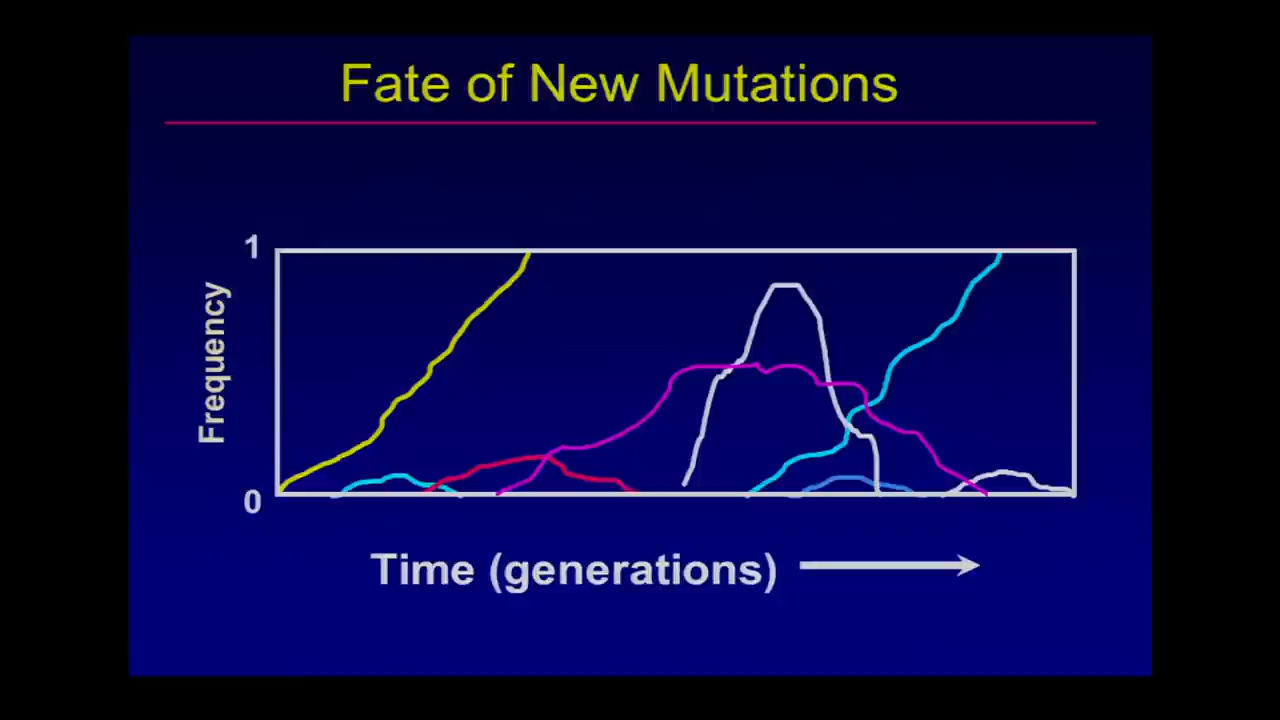 Fate of New Mutations
1
Frequency
0
Time (generations)